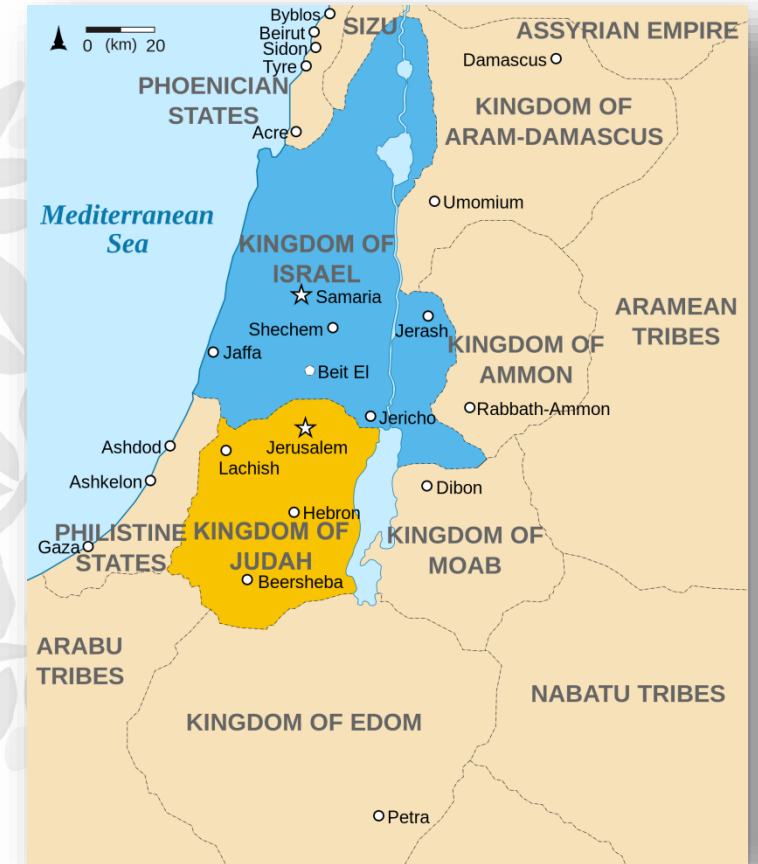 Byblos
SIZU
ASSYRIAN EMPIRE
Beirut
0 (km) 20
Sidon
Damascus
Tyre
PHOENICIAN
STATES
KINGDOM OF
ARAM-DAMASCUS
Acre
Umomium
Mediterranean
Sea
KINGDOM OF
ISRAEL
Samaria
ARAMEAN
TRIBES
Shechem
Jerash
KINGDOM OF
AMMON
Jaffa
Beit El
Rabbath-Ammon
Jericho
Ashdod
Jerusalem
Lachish
Ashkelon
Dibon
Hebron
PHILISTINE
STATES
KINGDOM OF
JUDAH
KINGDOM OF
MOAB
Gaza
Beersheba
ARABU
TRIBES
NABATU TRIBES
KINGDOM OF EDOM
Petra